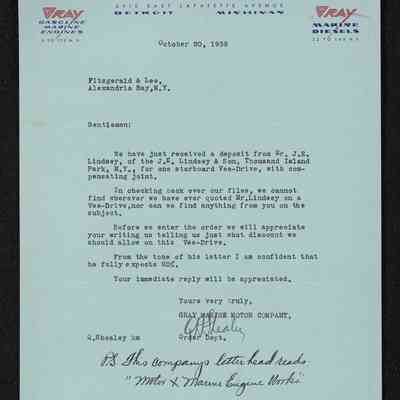 GRAY
GASOLINE
MARINE
ENGINES
DETROIT MICHIGAN
GRAY
MARINE
DIESELS
October 20, 1938
Fitzgerald & Lee,
Alexandria Bay,N.Y.
Gentlemen:
We have just received a deposit from Mr. J.E.
Lindsey, of the J.E. Lindsey & Son, Thousand Island
Park, N.Y., for one starboard Vee-Drive, with com-
pensating joint.
In checking back over our files, we cannot
find wherever we have ever quoted Mr.Lindsey on a
Vee-Drive,nor can we find anything from you on the
subject.
Before we enter the order we will appreciate
your writing us telling us just what discount we
should allow on this Vee-Drive.
From the tone of his letter I am confident that
he fully expects
Your immediate reply will be appreciated.
Yours very truly,
GRAY MARINE MOTOR COMPANY,
Order Dept.
G.Shealey
P.S. This companys letter head reads.
"Motor & Marine Engine Works"